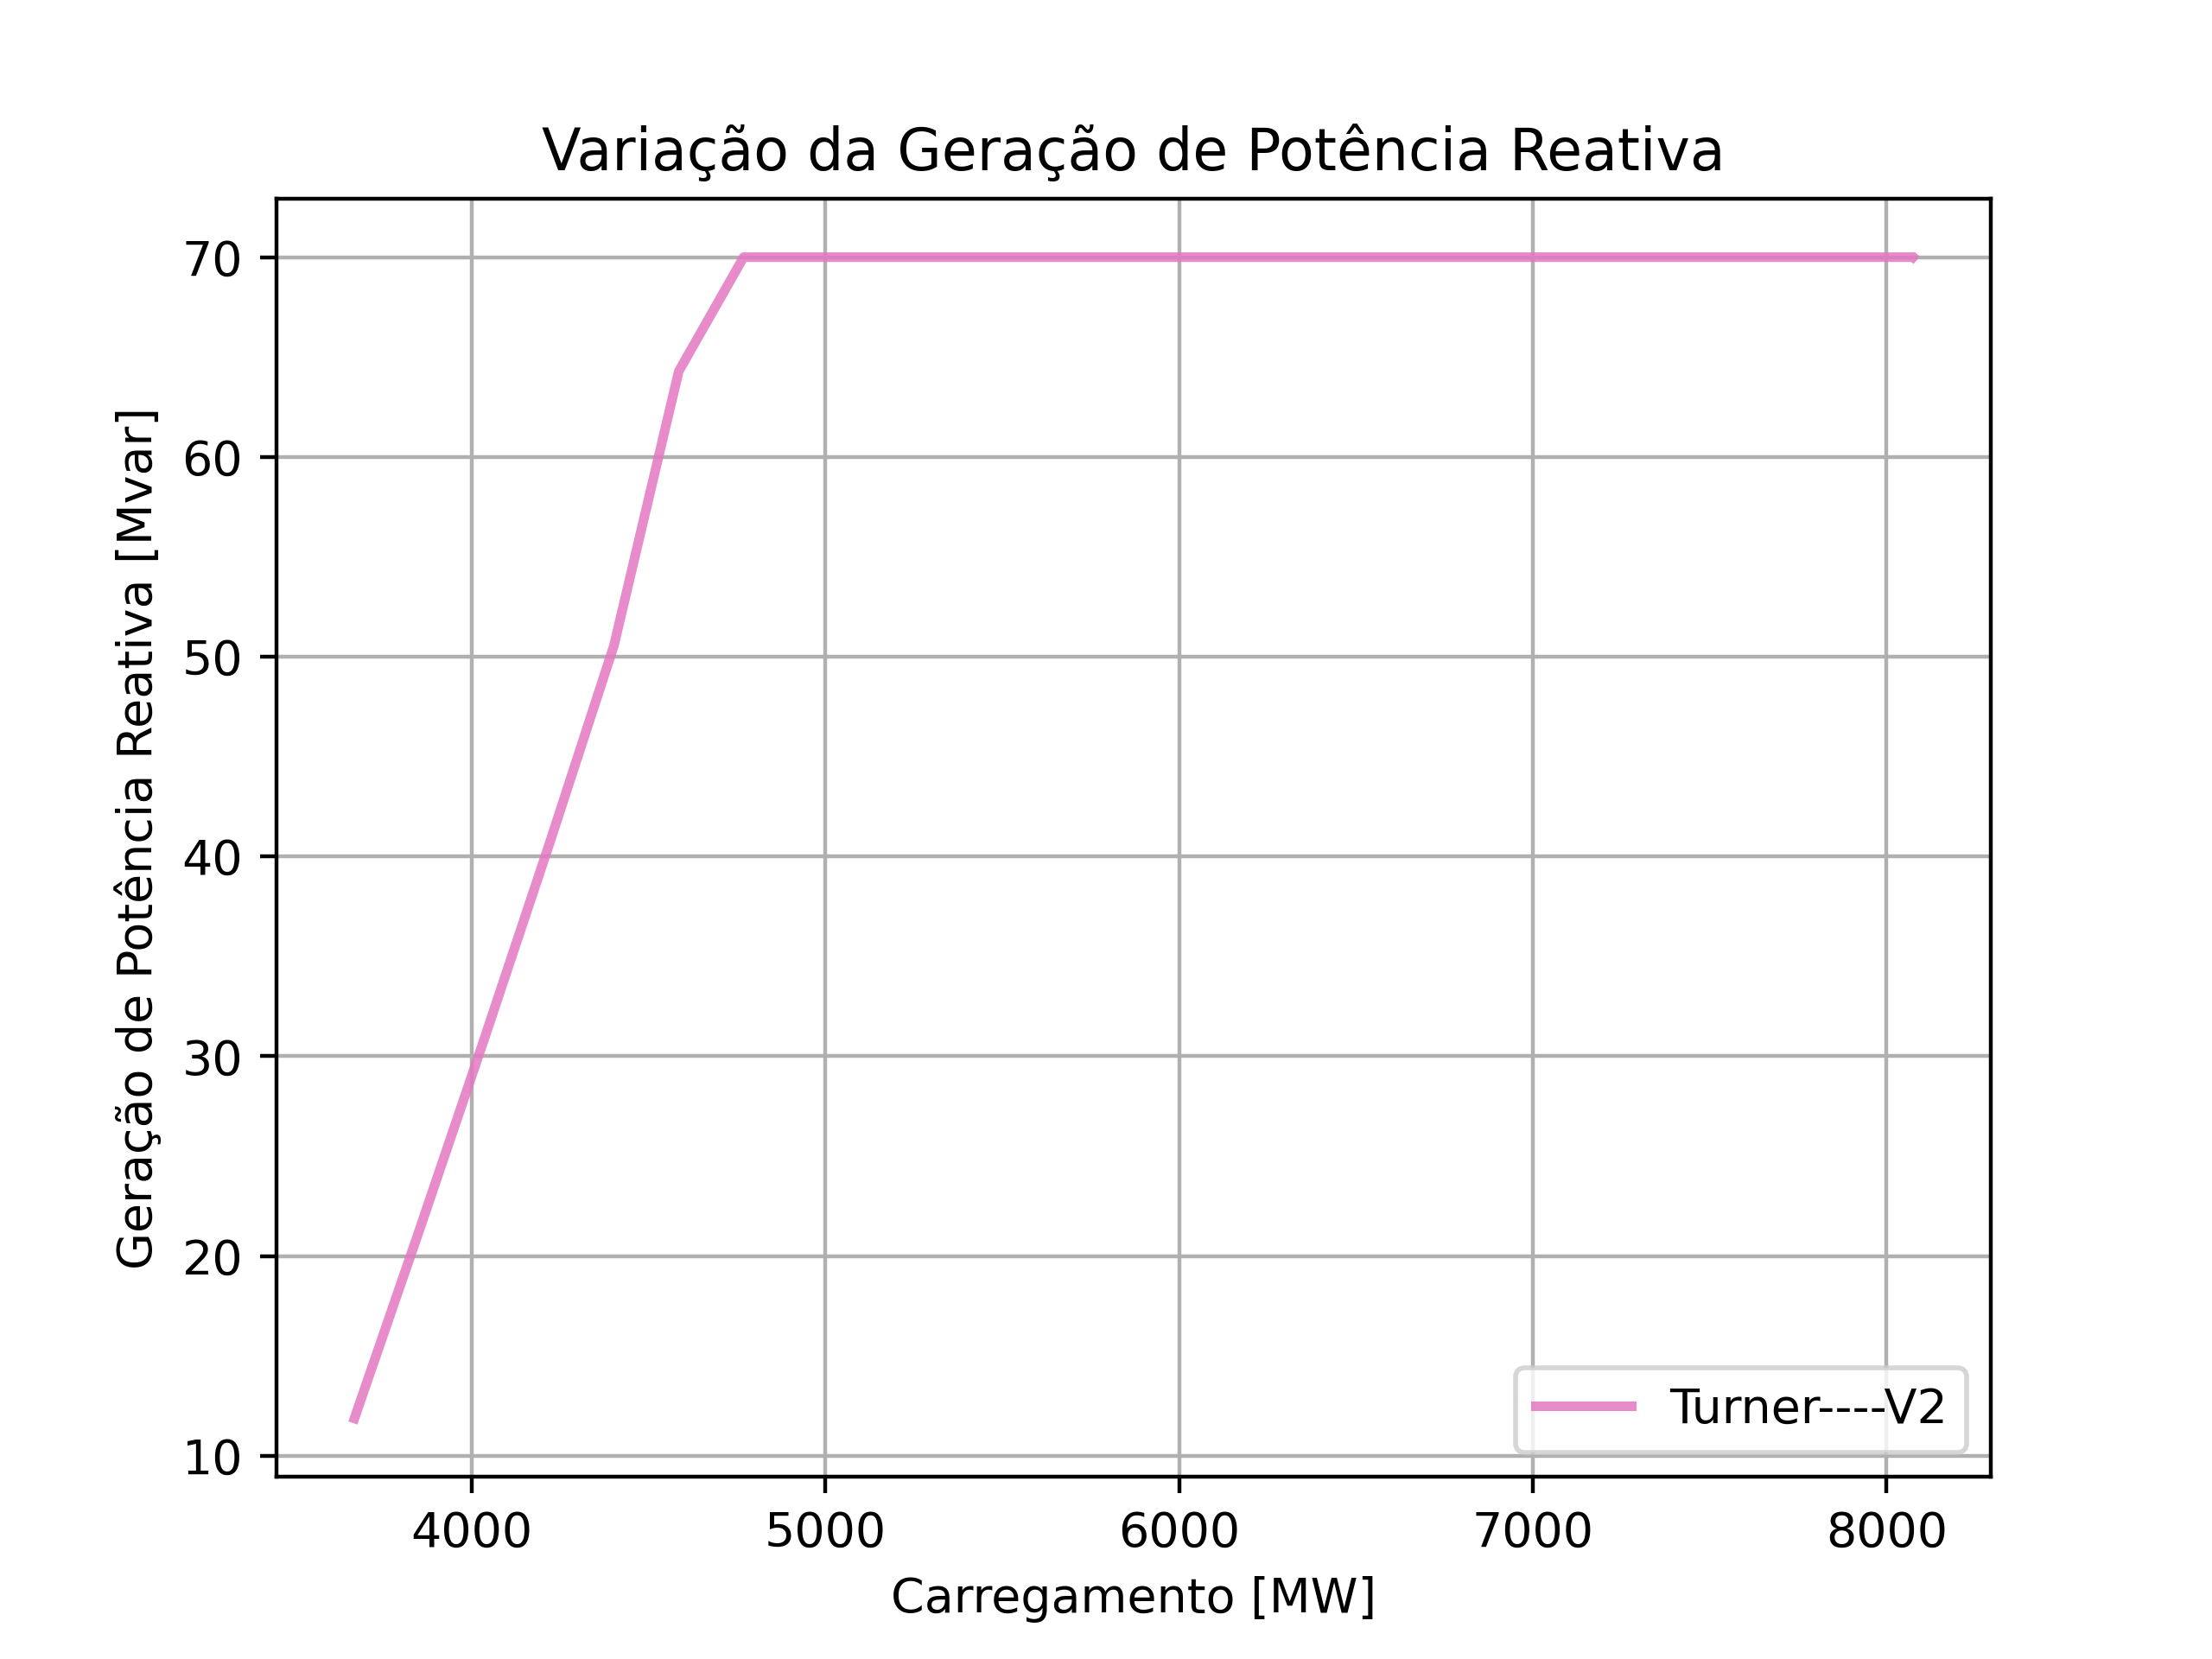 Variação da Geração de Potência Reativa
Geração de Potência Reativa [Mvar]
70
60
50
40
30
20
10
4000 5000 6000 7000 8000
Carregamento [MW]
Turner----V2